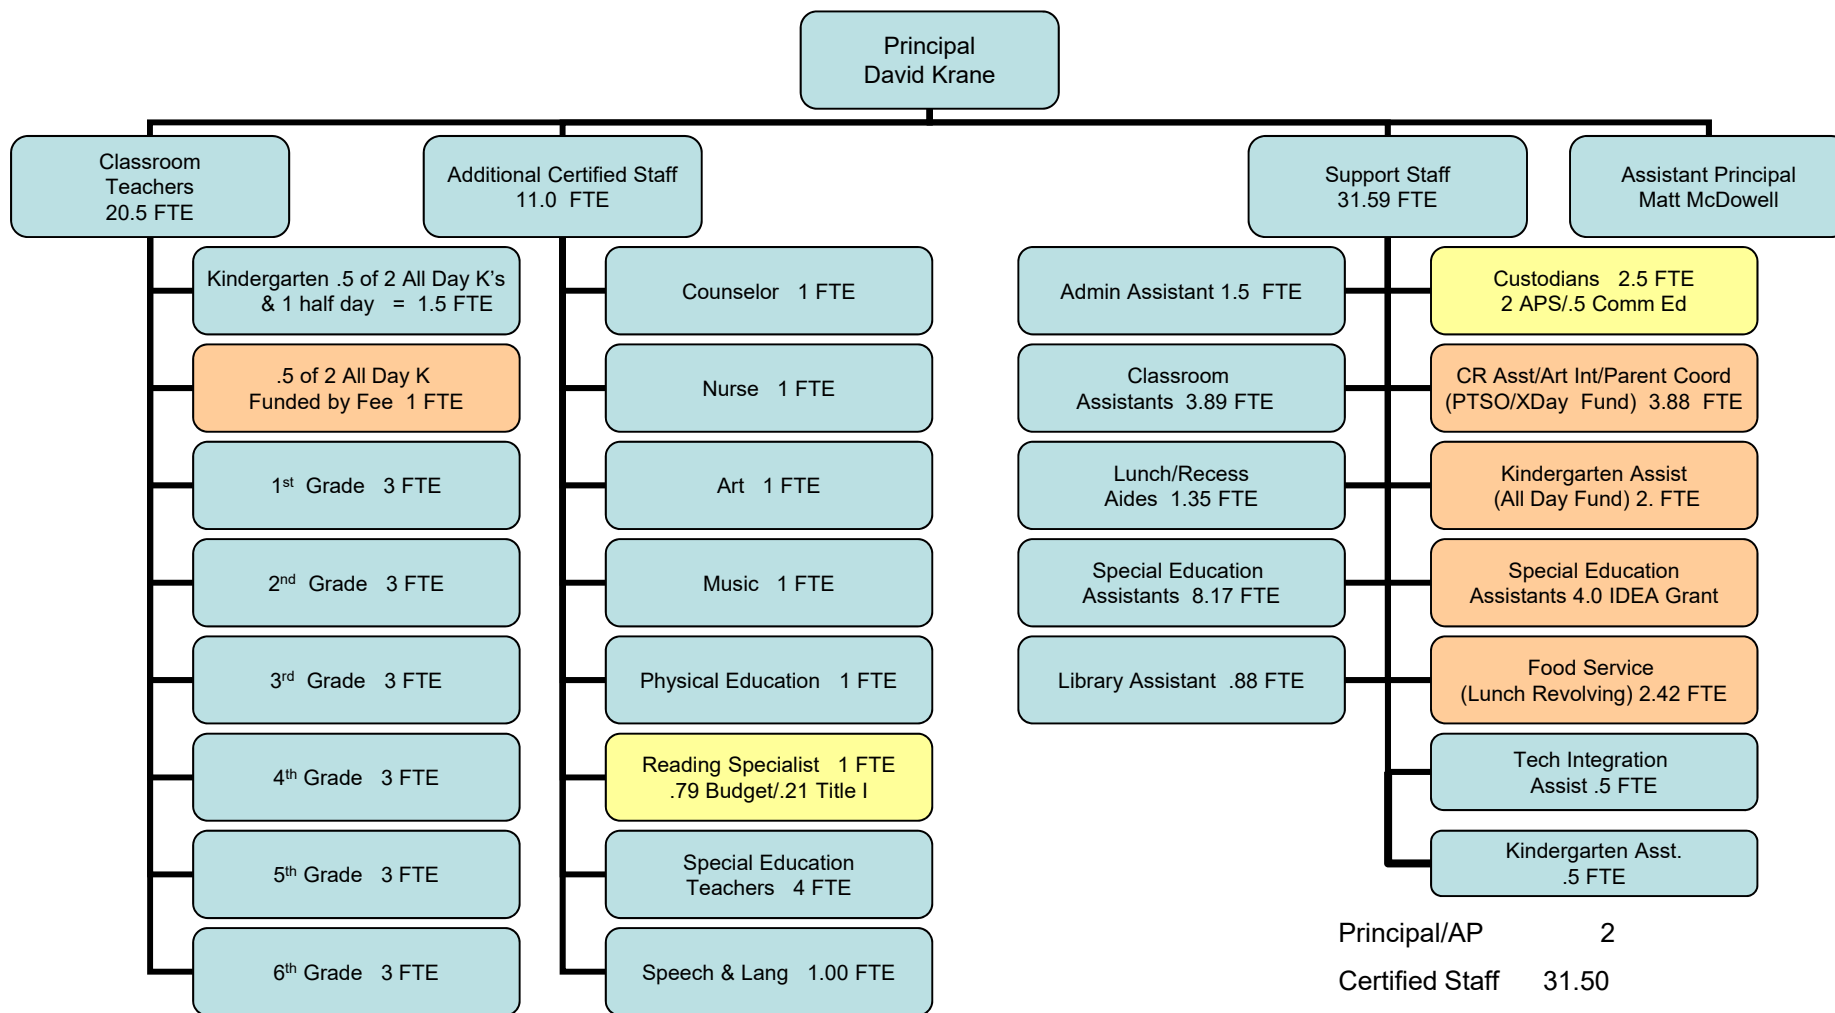 Principal
David Krane
Classroom
Teachers
20.5 FTE
Additional Certified Staff
11.0 FTE
Support Staff
31.59 FTE
Assistant Principal
Matt McDowell
Kindergarten .5 of 2 All Day K’s
& 1 half day = 1.5 FTE
.5 of 2 All Day K
Funded by Fee 1 FTE
1st Grade 3 FTE
2nd Grade 3 FTE
3rd Grade 3 FTE
4th Grade 3 FTE
5th Grade 3 FTE
6th Grade 3 FTE
Counselor 1 FTE
Nurse 1 FTE
Art 1 FTE
Music 1 FTE
Physical Education 1 FTE
Reading Specialist 1 FTE
.79 Budget/.21 Title I
Special Education
Teachers 4 FTE
Speech & Lang 1.00 FTE
Admin Assistant 1.5 FTE
Classroom
Assistants 3.89 FTE
Lunch/Recess
Aides 1.35 FTE
Special Education
Assistants 8.17 FTE
Library Assistant .88 FTE
Custodians 2.5 FTE
2 APS/.5 Comm Ed
CR Asst/Art Int/Parent Coord
(PTSO/XDay Fund) 3.88 FTE
Kindergarten Assist
(All Day Fund) 2. FTE
Special Education
Assistants 4.0 IDEA Grant
Food Service
(Lunch Revolving) 2.42 FTE
Tech Integration
Assist .5 FTE
Kindergarten Asst.
.5 FTE
Principal/AP 2
Certified Staff 31.50